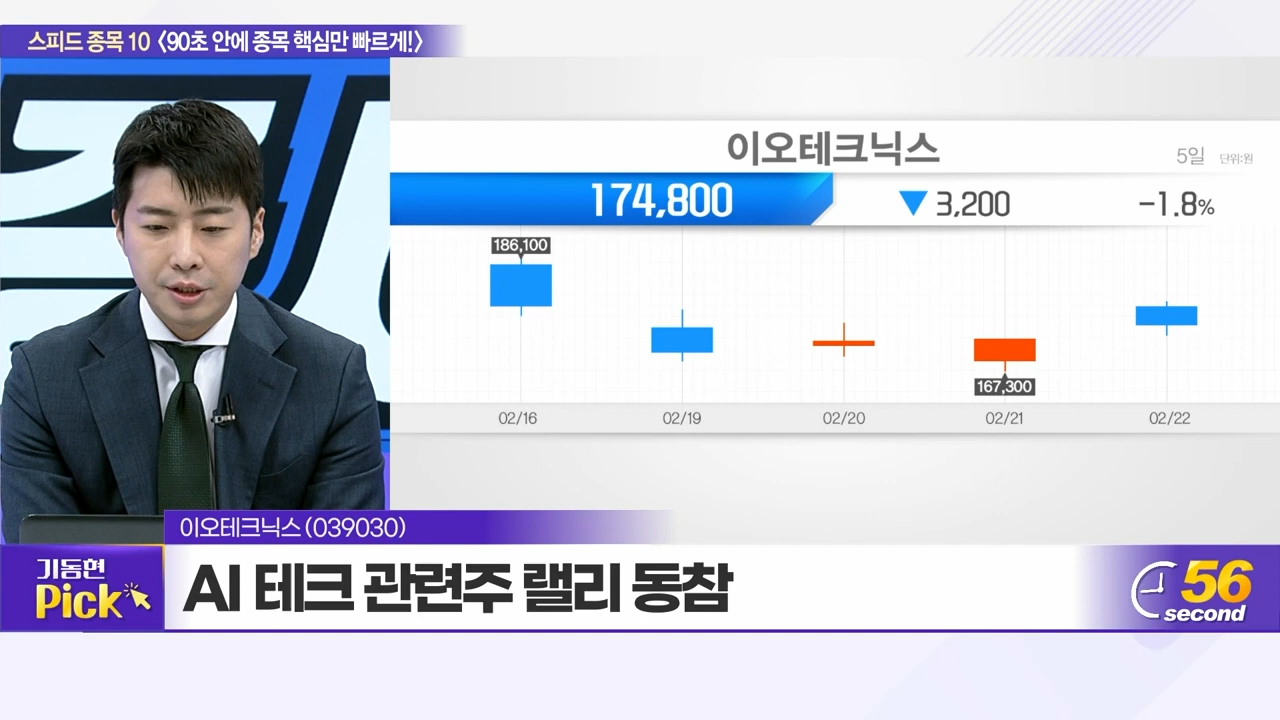 스피드 종목 10 〈90초 안에 종목 핵심만 빠르게!〉
이오테크닉스
5일 단위:원
174,800 ▼ 3,200 -1.8%
186,100
167,300
02/16 02/19 02/20 02/21 02/22
이오테크닉스 (039030)
기동현
Pick
AI 테크 관련주 랠리 동참
56
second